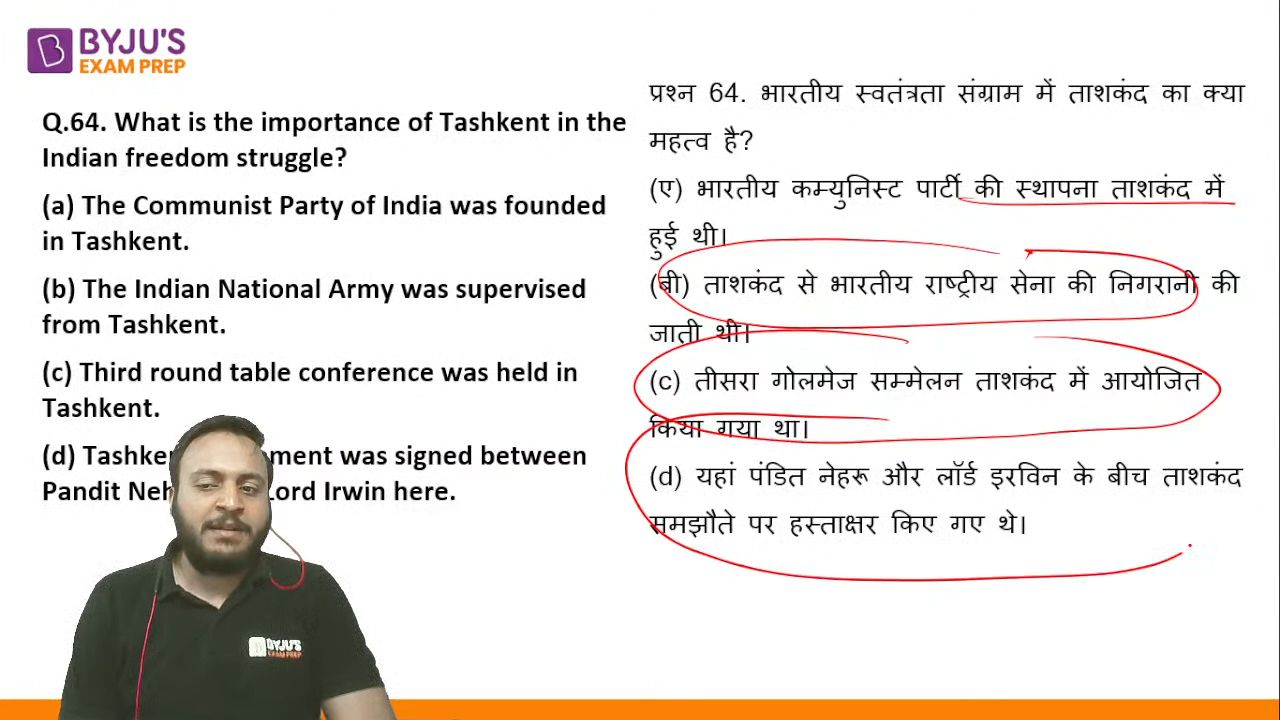 BYJU'S
EXAM PREP
Q.64. What is the importance of Tashkent in the
Indian freedom struggle?
(a) The Communist Party of India was founded
in Tashkent.
(b) The Indian National Army was supervised
from Tashkent.
(c) Third round table conference was held in
Tashkent.
(d) was signed between
Pandit Lord Irwin here.
प्रश्न 64. भारतीय स्वतंत्रता संग्राम में ताशकंद का क्या
महत्व है?
(ए) भारतीय कम्युनिस्ट पार्टी की स्थापना ताशकंद में
हुई थी।
(बी) ताशकंद से भारतीय राष्ट्रीय सेना की निगरानी की
जाती थी।
(c) तीसरा गोलमेज सम्मेलन ताशकंद में आयोजित
किया गया था।
(d) यहां पंडित नेहरू और लॉर्ड इरविन के बीच ताशकंद
समझौते पर हस्ताक्षर किए गए थे।
BYJU'S
EXAM PREP